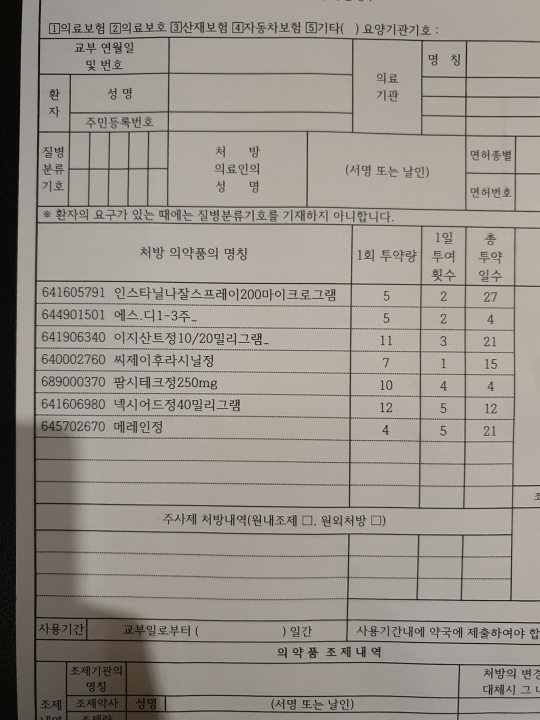 1의료보험 2의료보호 3산재보험 4자동차보험 5기타( ) 요양기관기호 :
교부 연월일
및 번호
환
자
성 명
주민등록번호
의료
기관
명 칭
질병
분류
기호
처 방
의료인의
성 명
(서명 또는 날인)
면허종별
면허번호
※ 환자의 요구가 있는 때에는 질병분류기호를 기재하지 아니합니다.
처방 의약품의 명칭 1회 투약량 1일 투여 횟수 총 투약 일수
641605791 인스타닐나잘스프레이200마이크로그램 5 2 27
644901501 에스.디1-3주_ 5 2 4
641906340 이지산트정10/20밀리그램_ 11 3 21
640002760 씨제이후라시닐정 7 1 15
689000370 팜시테크정250mg 10 4 4
641606980 넥시어드정40밀리그램 12 5 12
645702670 메레인정 4 5 21
주사제 처방내역(원내조제 □, 원외처방 □)
사용기간 교부일로부터 ( ) 일간 사용기간내에 약국에 제출하여야 합
의 약 품 조 제 내 역
조제
조제기관의
명칭
처방의 변경
대체시 그
조제약사 성명 (서명 또는 날인)